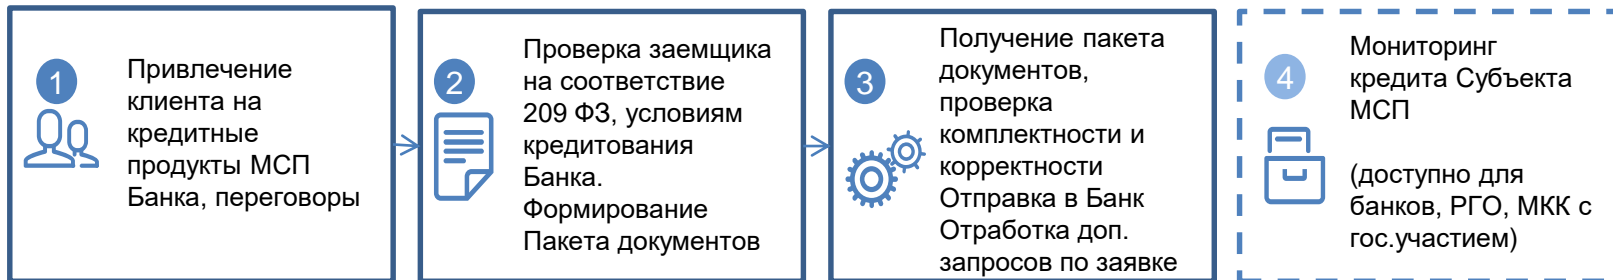 1
Привлечение
клиента на
кредитные
продукты МСП
Банка, переговоры
2
Проверка заемщика
на соответствие
209 ФЗ, условиям
кредитования
Банка.
Формирование
Пакета документов
3
Получение пакета
документов,
проверка
комплектности и
корректности
Отправка в Банк
Отработка доп.
запросов по заявке
4
Мониторинг
кредита Субъекта
МСП
(доступно для
банков, РГО, МКК с
гос.участием)